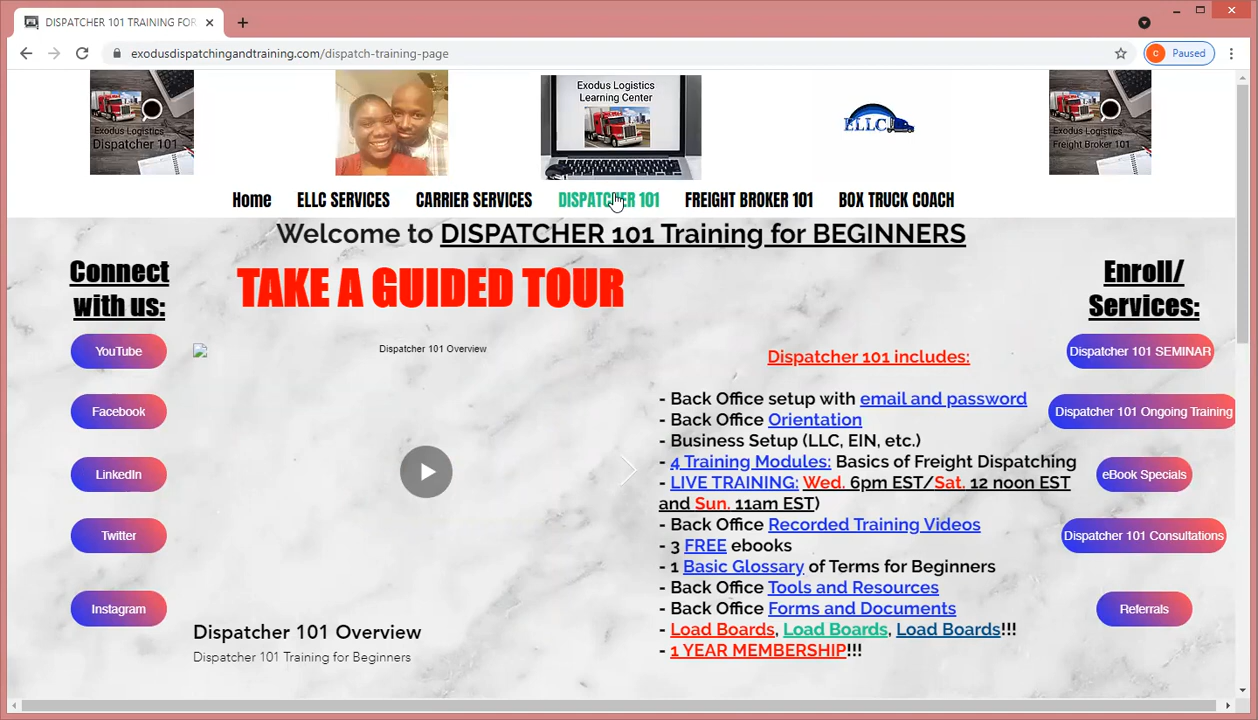 DISPATCHER 101 TRAINING FOR
exodusdispatchingandtraining.com/dispatch-training-page
C Paused
Exodus Logistics
Dispatcher 101
Exodus Logistics
Learning Center
ELLC
Exodus Logistics
Freight Broker 101
Home ELLC SERVICES CARRIER SERVICES DISPATCHER 101 FREIGHT BROKER 101 BOX TRUCK COACH
Welcome to DISPATCHER 101 Training for BEGINNERS
Connect
with us:
YouTube
Facebook
LinkedIn
Twitter
Instagram
TAKE A GUIDED TOUR
Dispatcher 101 Overview
Dispatcher 101 Overview
Dispatcher 101 Training for Beginners
Dispatcher 101 includes:
- Back Office setup with email and password
- Back Office Orientation
- Business Setup (LLC, EIN, etc.)
- 4 Training Modules: Basics of Freight Dispatching
- LIVE TRAINING: Wed. 6pm EST/Sat. 12 noon EST
and Sun. 11am EST)
- Back Office Recorded Training Videos
- 3 FREE ebooks
- 1 Basic Glossary of Terms for Beginners
- Back Office Tools and Resources
- Back Office Forms and Documents
- Load Boards, Load Boards, Load Boards!!!
- 1 YEAR MEMBERSHIP!!!
Enroll/
Services:
Dispatcher 101 SEMINAR
Dispatcher 101 Ongoing Training
eBook Specials
Dispatcher 101 Consultations
Referrals